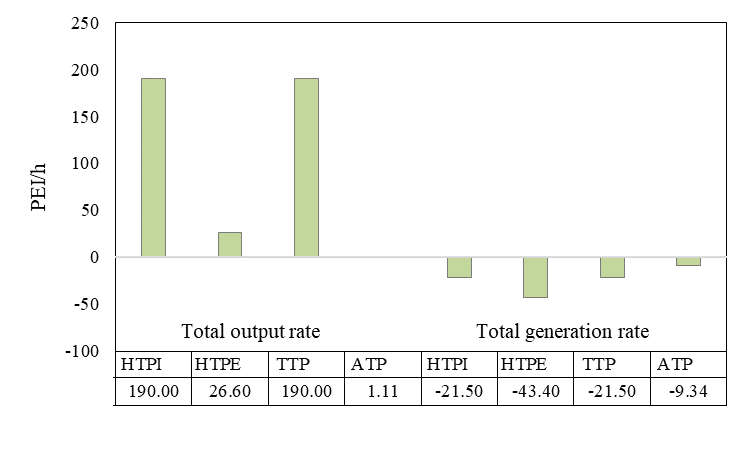 250
200
150
100
50
0
-50
-100
PEI/h
Total output rate Total generation rate
HTPI HTPE TTP ATP HTPI HTPE TTP ATP
190.00 26.60 190.00 1.11 -21.50 -43.40 -21.50 -9.34